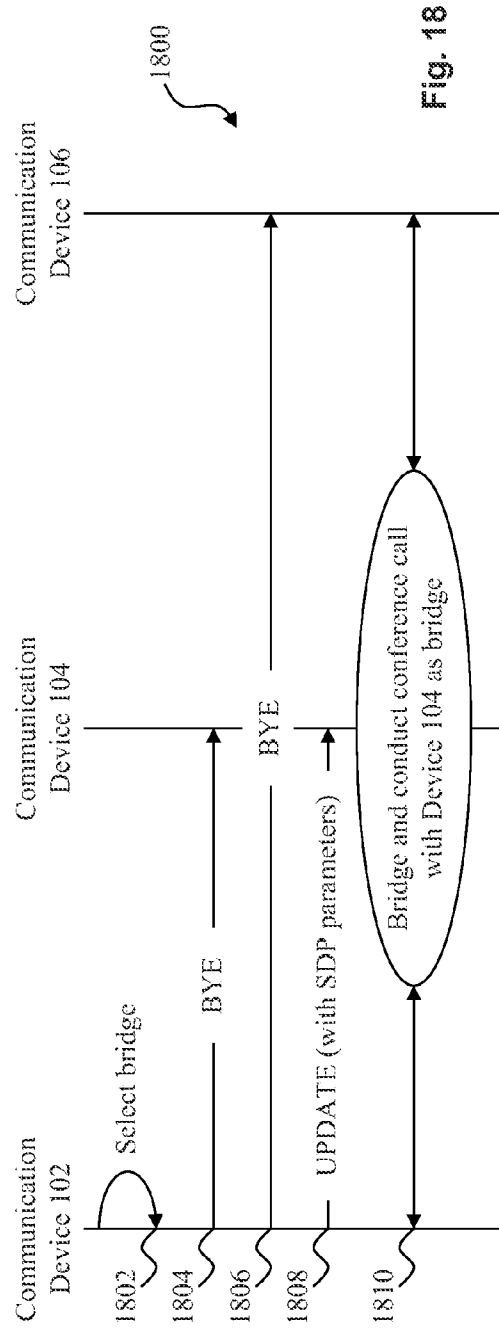 Communication
Device 102
Communication
Device 104
Communication
Device 106
1800
Select bridge
1802
BYE
1804
BYE
1806
UPDATE (with SDP parameters)
1808
Bridge and conduct conference call
with Device 104 as bridge
1810
Fig. 18